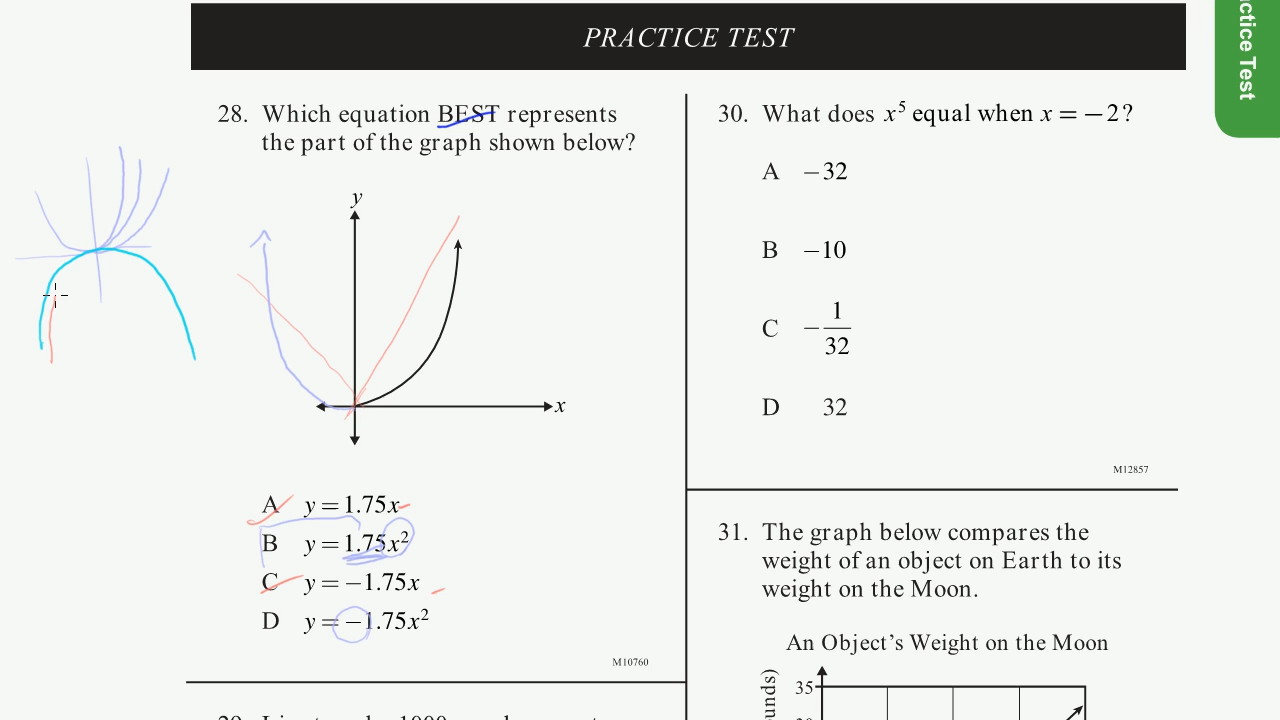 PRACTICE TEST
ctice Test
28. Which equation BEST represents
the part of the graph shown below?
y
x
A y = 1.75x
B y = 1.75x²
C y = −1.75x
D y = −1.75x²
M10760
30. What does x⁵ equal when x = −2?
A −32
B −10
C −1/32
D 32
M12857
31. The graph below compares the
weight of an object on Earth to its
weight on the Moon.
An Object's Weight on the Moon
35
unds)